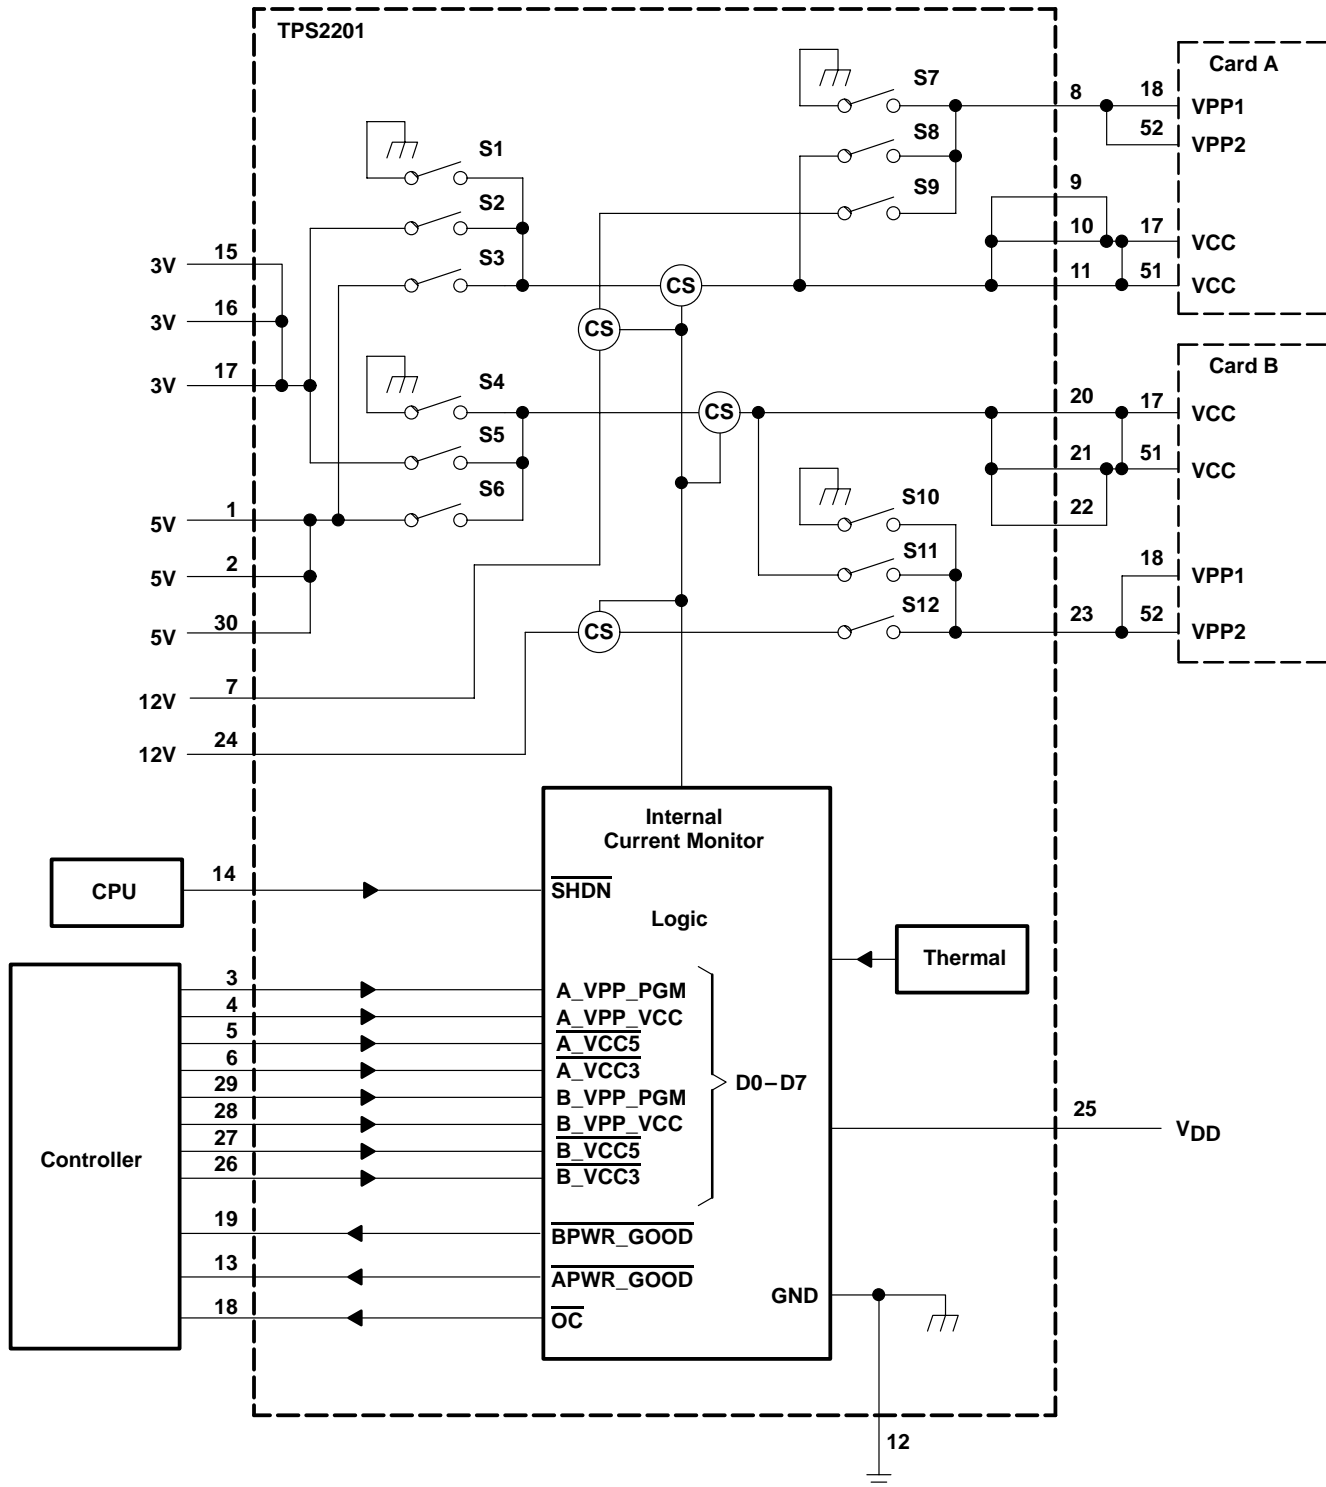 TPS2201
Card A
S7
8
18
VPP1
S8
52
VPP2
S1
S9
9
S2
10
17
VCC
15
3V
S3
11
51
VCC
CS
16
3V
CS
17
3V
Card B
S4
20
17
VCC
CS
S5
21
51
VCC
S6
22
S10
1
5V
S11
18
VPP1
2
5V
S12
23
52
VPP2
30
5V
CS
7
12V
24
12V
Internal
Current Monitor
CPU
14
SHDN
Logic
Thermal
3
A_VPP_PGM
4
A_VPP_VCC
5
A_VCC5
6
A_VCC3
29
B_VPP_PGM
D0–D7
28
B_VPP_VCC
27
B_VCC5
26
B_VCC3
25
VDD
Controller
19
BPWR_GOOD
13
APWR_GOOD
GND
18
OC
12